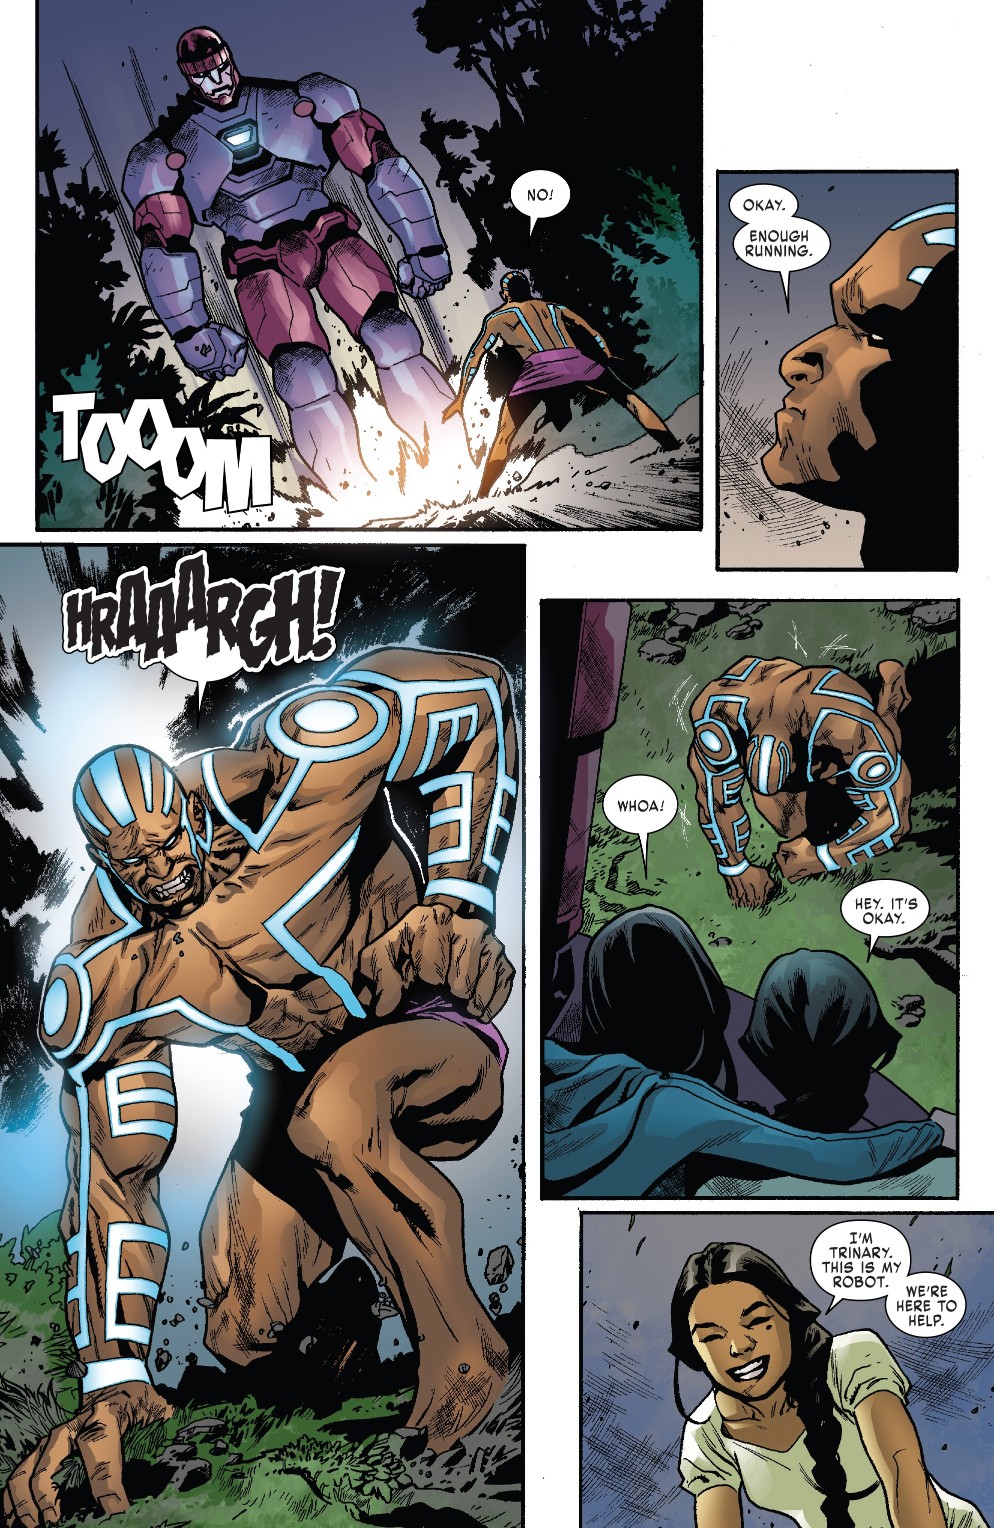 NO!
TOOOM
OKAY.
ENOUGH
RUNNING.
HRAAARGH!
WHOA!
HEY. IT'S
OKAY.
I'M
TRINARY.
THIS IS MY
ROBOT.
WE'RE
HERE TO
HELP.